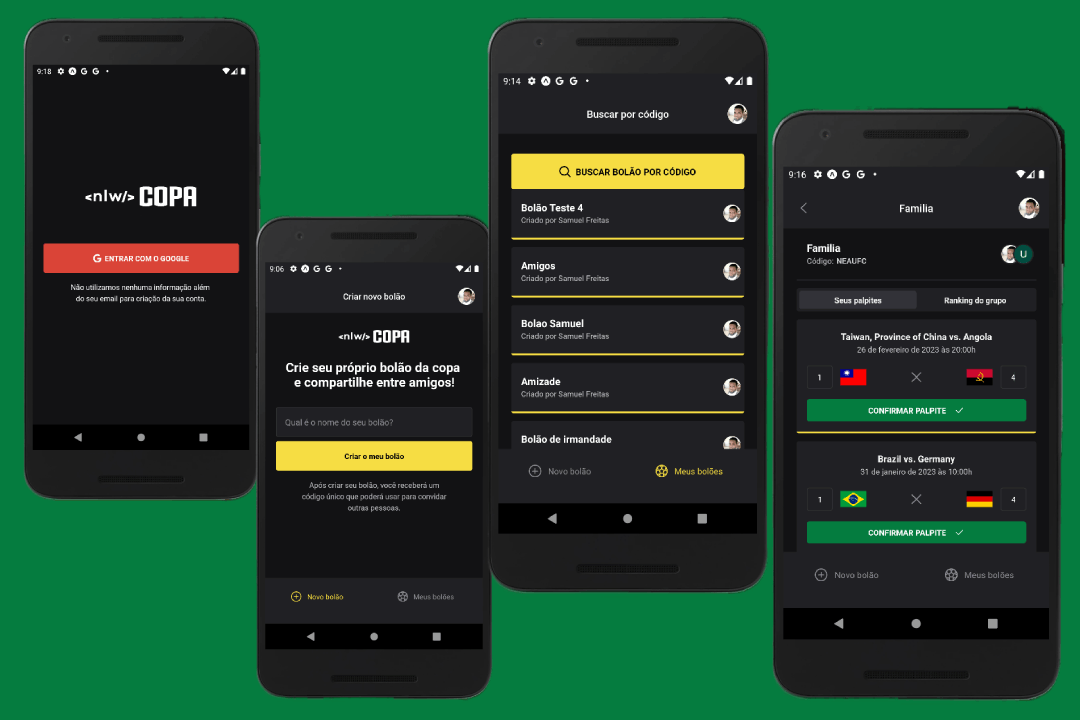 9:18
<nlw/> COPA
G ENTRAR COM O GOOGLE
Não utilizamos nenhuma informação além
do seu email para criação da sua conta.
9:06
Criar novo bolão
<nlw/> COPA
Crie seu próprio bolão da copa
e compartilhe entre amigos!
Qual é o nome do seu bolão?
Criar o meu bolão
Após criar seu bolão, você receberá um
código único que poderá usar para convidar
outras pessoas.
Novo bolão
Meus bolões
9:14
Buscar por código
BUSCAR BOLÃO POR CÓDIGO
Bolão Teste 4
Criado por Samuel Freitas
Amigos
Criado por Samuel Freitas
Bolao Samuel
Criado por Samuel Freitas
Amizade
Criado por Samuel Freitas
Bolão de irmandade
Novo bolão
Meus bolões
9:16
Familia
Familia
Código: NEAUFC
U
Seus palpites
Ranking do grupo
Taiwan, Province of China vs. Angola
26 de fevereiro de 2023 às 20:00h
1
4
CONFIRMAR PALPITE
Brazil vs. Germany
31 de janeiro de 2023 às 10:00h
1
4
CONFIRMAR PALPITE
Novo bolão
Meus bolões